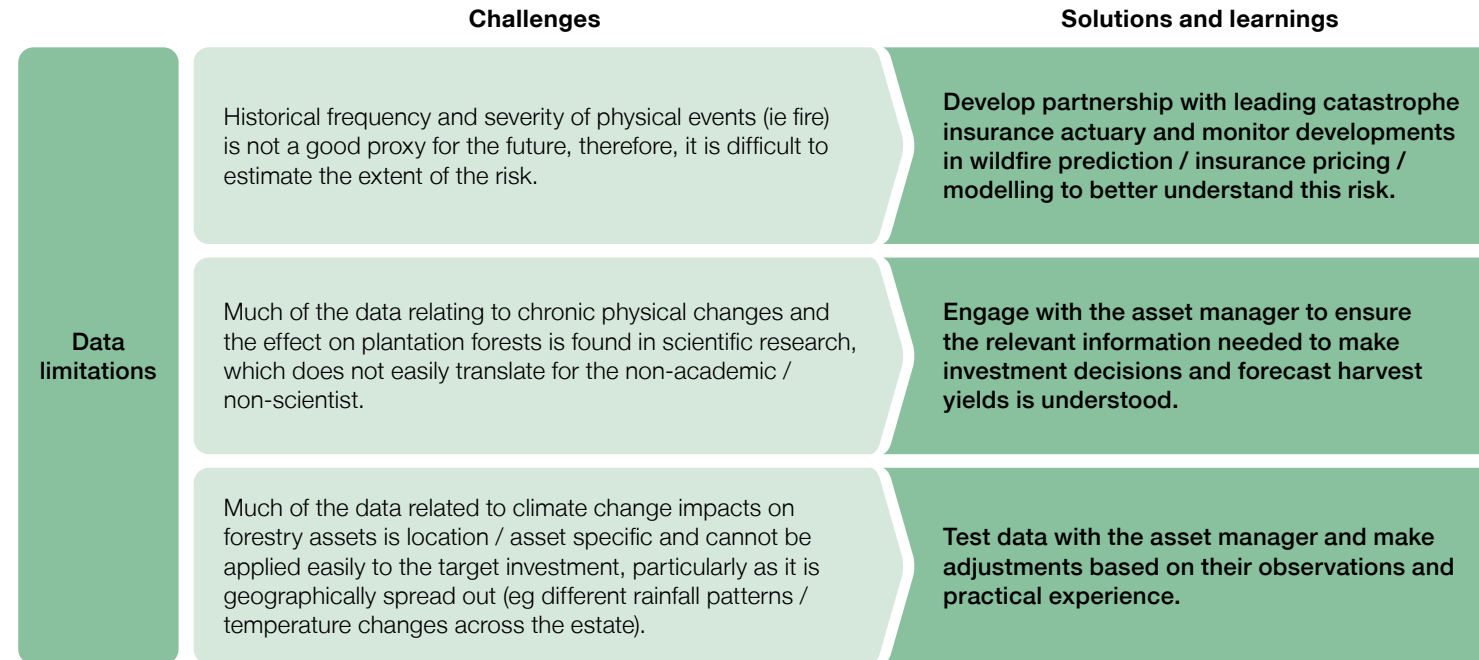 Challenges
Solutions and learnings
Data
limitations
Historical frequency and severity of physical events (ie fire)
is not a good proxy for the future, therefore, it is difficult to
estimate the extent of the risk.
Develop partnership with leading catastrophe
insurance actuary and monitor developments
in wildfire prediction / insurance pricing /
modelling to better understand this risk.
Much of the data relating to chronic physical changes and
the effect on plantation forests is found in scientific research,
which does not easily translate for the non-academic /
non-scientist.
Engage with the asset manager to ensure
the relevant information needed to make
investment decisions and forecast harvest
yields is understood.
Much of the data related to climate change impacts on
forestry assets is location / asset specific and cannot be
applied easily to the target investment, particularly as it is
geographically spread out (eg different rainfall patterns /
temperature changes across the estate).
Test data with the asset manager and make
adjustments based on their observations and
practical experience.